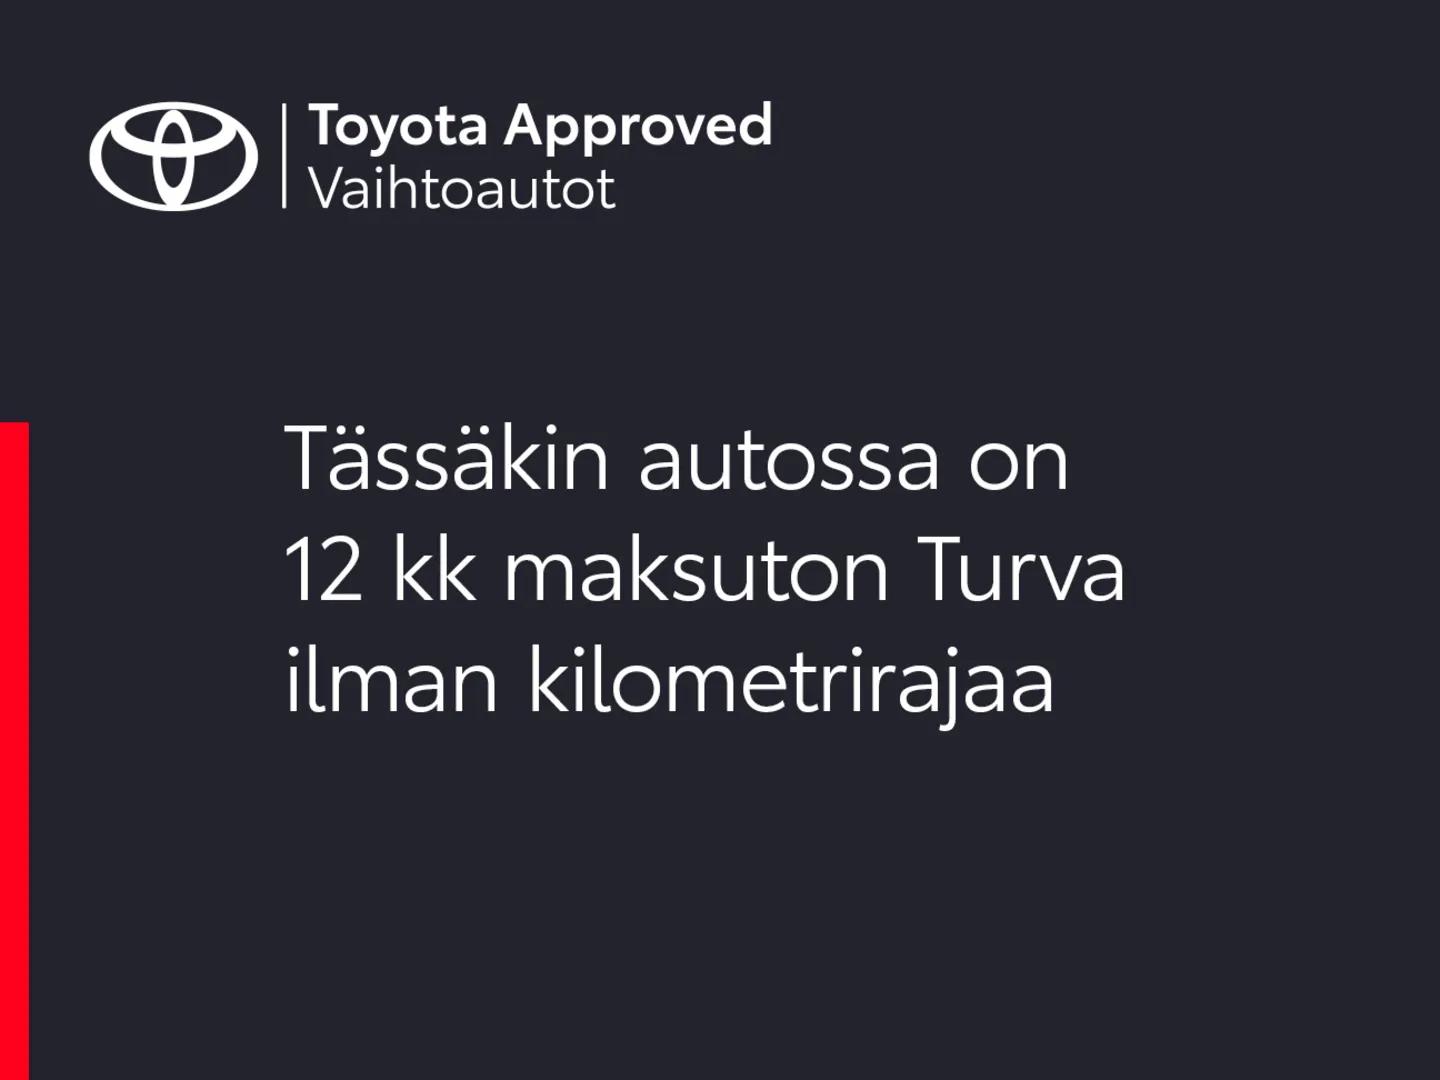 Toyota Approved
Vaihtoautot
Tässäkin autossa on
12 kk maksuton Turva
ilman kilometrirajaa